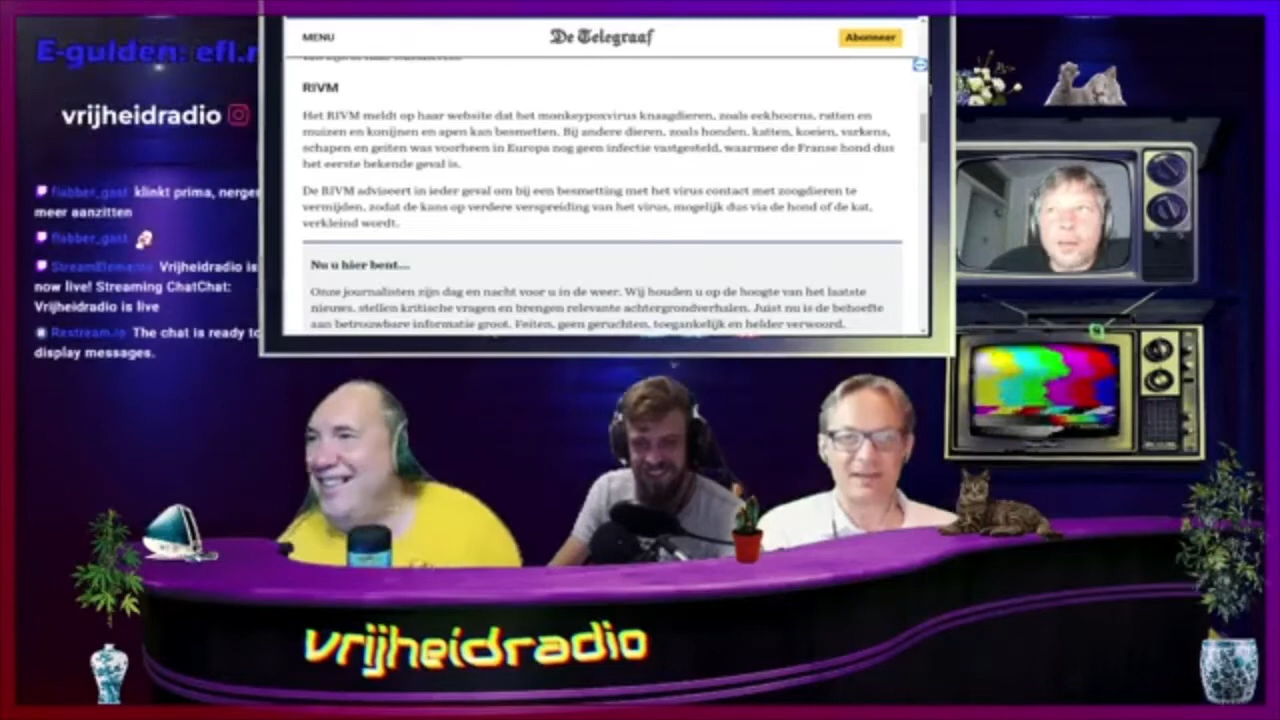 E-gulden: efl.n
vrijheidradio
flabber_gast klinkt prima, nerge
meer aanzitten
flabber_gast
StreamElements Vrijheidradio is
now live! Streaming ChatChat:
Vrijheidradio is live
Restream.io The chat is ready to
display messages.
MENU
De Telegraaf
Abonneer
RIVM
Het RIVM meldt op haar website dat het monkeypoxvirus knaagdieren, zoals eekhoorns, ratten en
muizen en konijnen en apen kan besmetten. Bij andere dieren, zoals honden, katten, koeien, varkens,
schapen en geiten was voorheen in Europa nog geen infectie vastgesteld, waarmee de Franse hond dus
het eerste bekende geval is.
De RIVM adviseert in ieder geval om bij een besmetting met het virus contact met zoogdieren te
vermijden, zodat de kans op verdere verspreiding van het virus, mogelijk dus via de hond of de kat,
verkleind wordt.
Nu u hier bent...
Onze journalisten zijn dag en nacht voor u in de weer. Wij houden u op de hoogte van het laatste
nieuws, stellen kritische vragen en brengen relevante achtergrondverhalen. Juist nu is de behoefte
aan betrouwbare informatie groot. Feiten, geen geruchten, toegankelijk en helder verwoord.
vrijheidradio